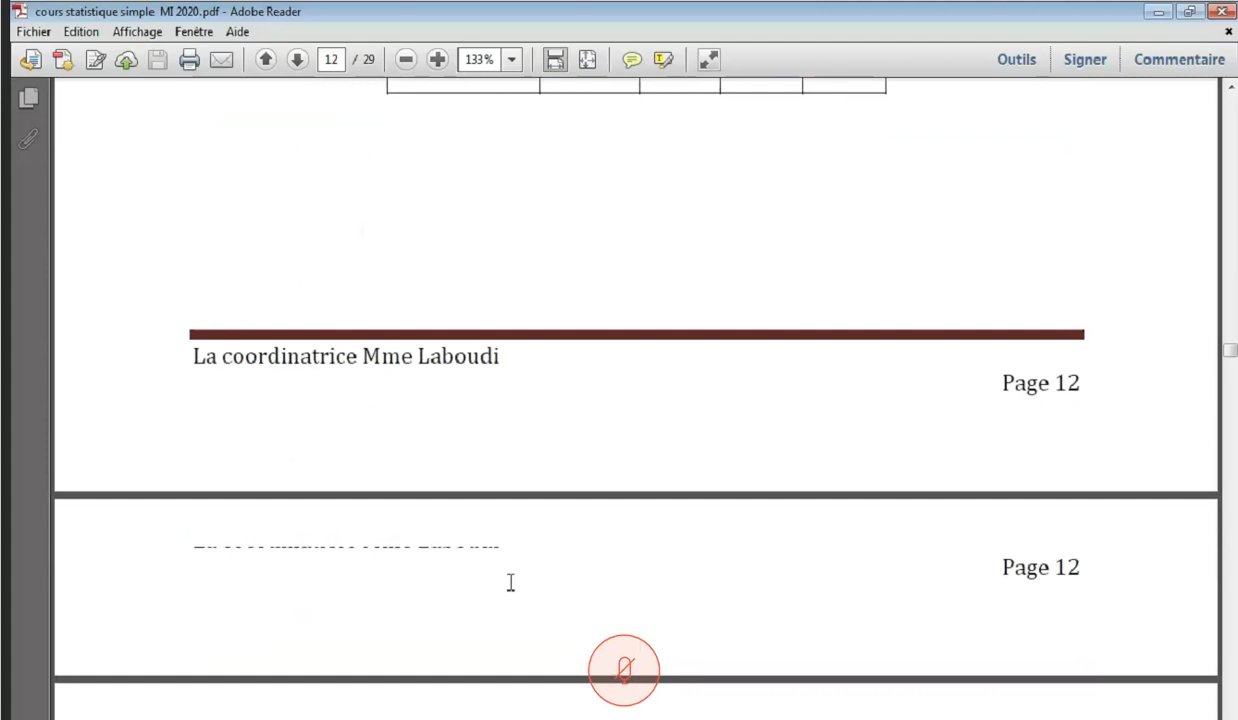 cours statistique simple MI 2020.pdf - Adobe Reader
Fichier Edition Affichage Fenêtre Aide
12 / 29 133% Outils Signer Commentaire
La coordinatrice Mme Laboudi
Page 12
Page 12